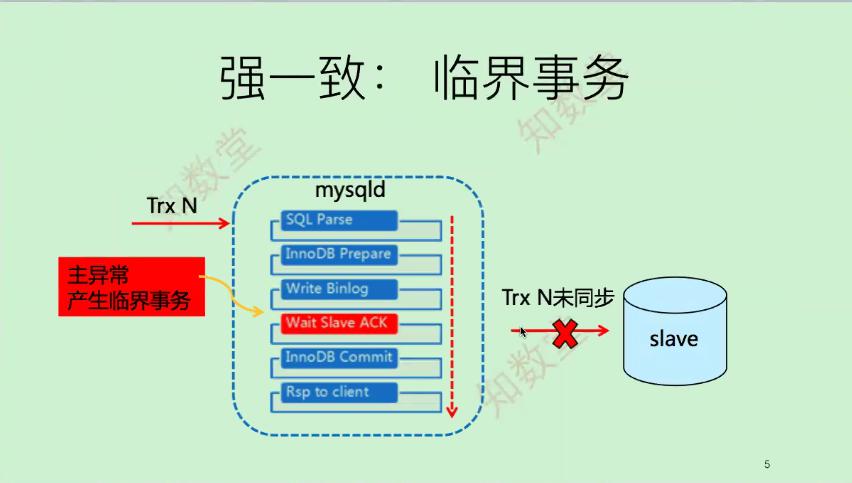 强一致： 临界事务
知数堂
知数堂
mysqld
Trx N
SQL Parse
InnoDB Prepare
主异常
产生临界事务
Write Binlog
Trx N未同步
Wait Slave ACK
slave
InnoDB Commit
Rsp to client
知数堂
5